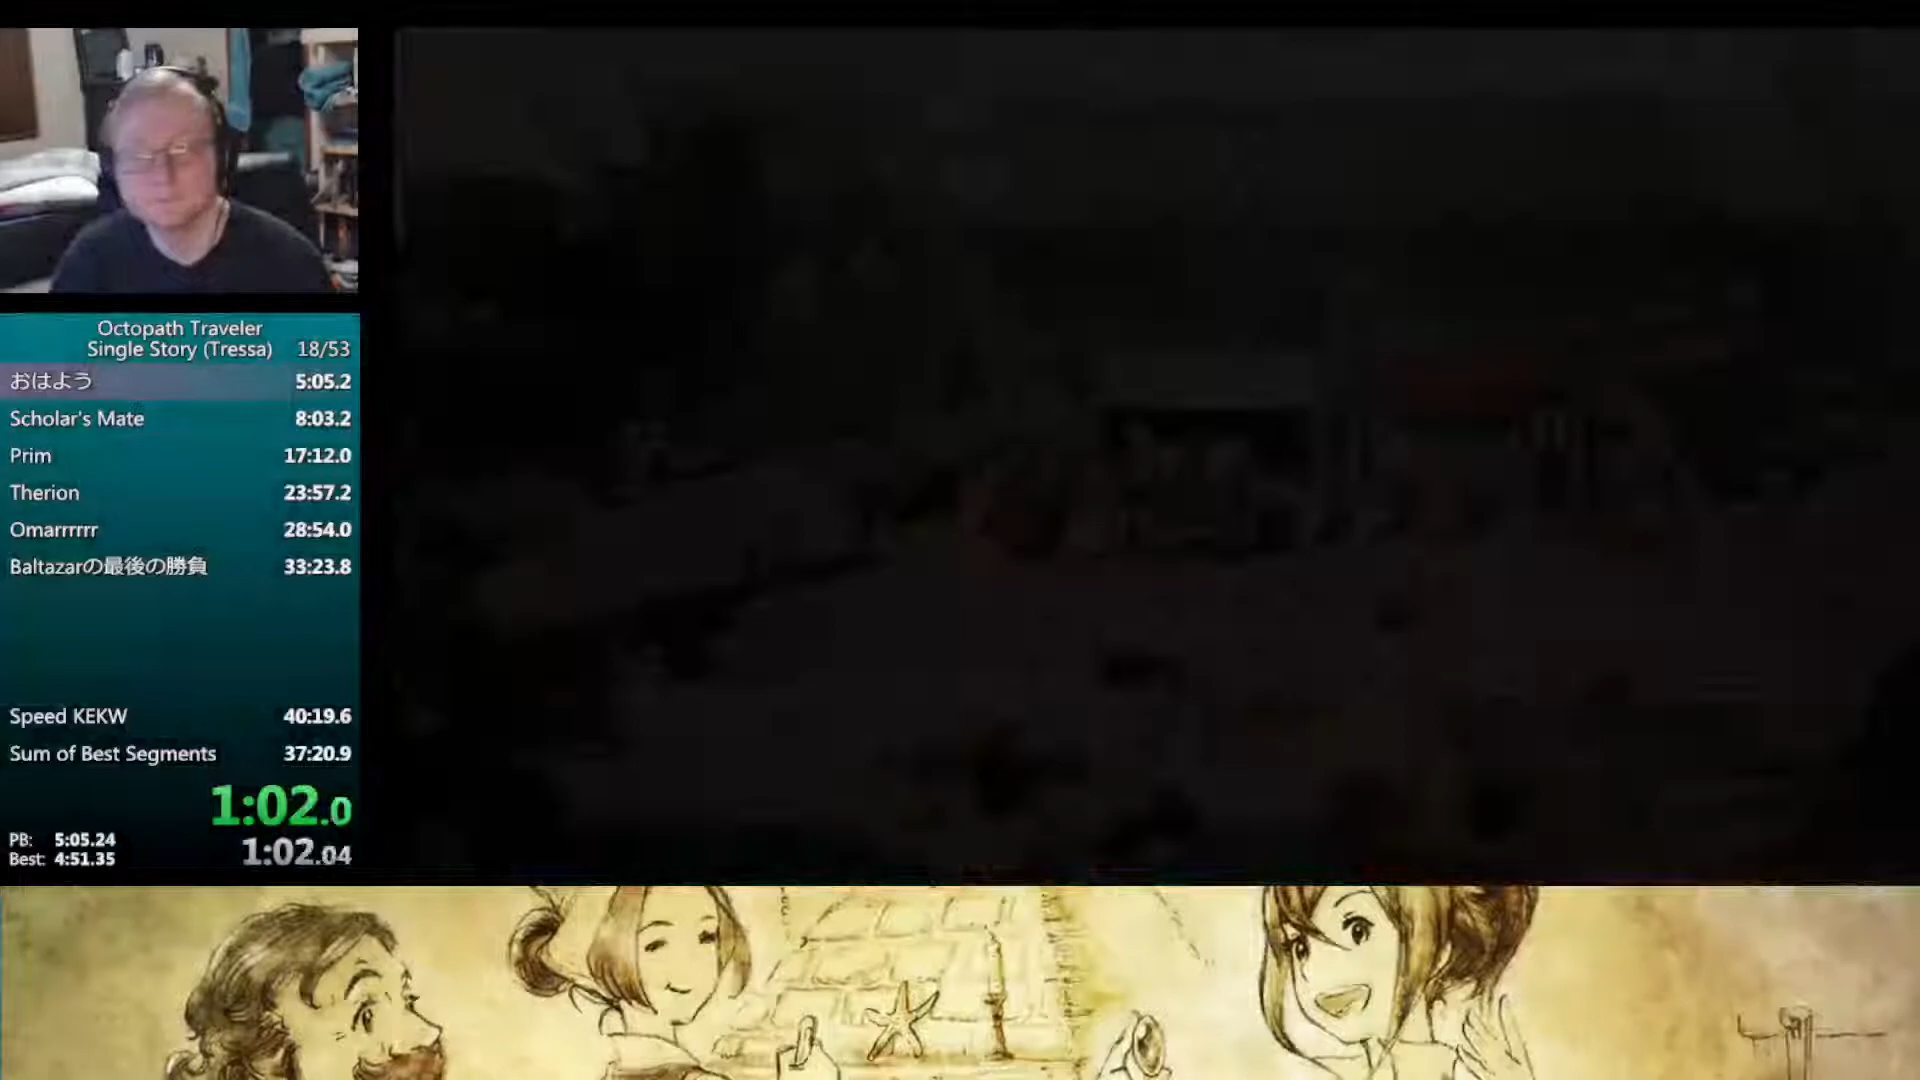 Octopath Traveler
Single Story (Tressa) 18/53
おはよう 5:05.2
Scholar's Mate 8:03.2
Prim 17:12.0
Therion 23:57.2
Omarrrrrr 28:54.0
Baltazarの最後の勝負 33:23.8
Speed KEKW 40:19.6
Sum of Best Segments 37:20.9
1:02.0
PB: 5:05.24
Best: 4:51.35
1:02.04